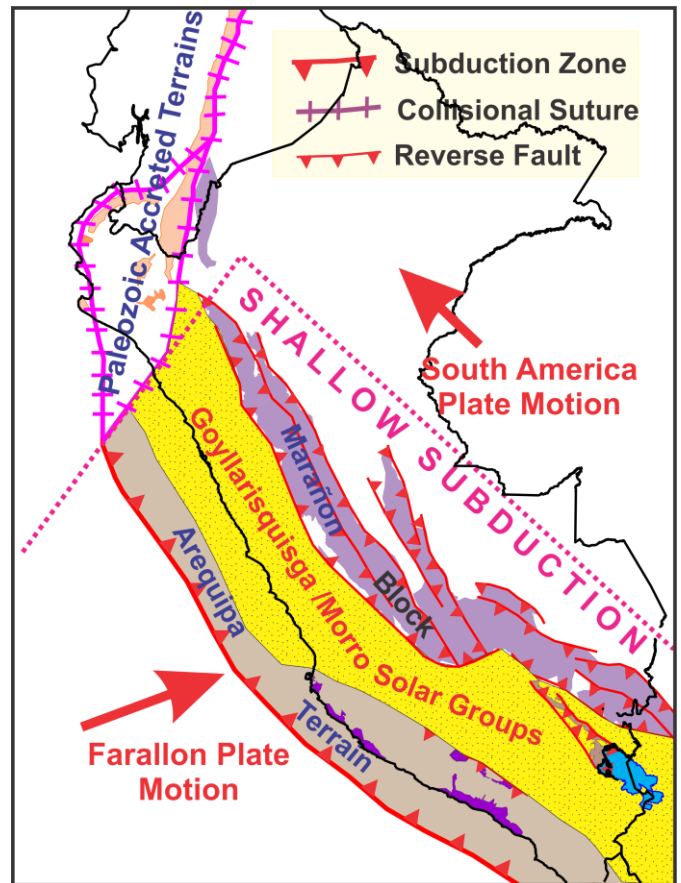 Subduction Zone
Collisional Suture
Reverse Fault
Paleozoic Accreted Terrains
SHALLOW SUBDUCTION
South America
Plate Motion
Marañon
Block
Goyllarisquisga /Morro Solar Groups
Arequipa
Terrain
Farallon Plate
Motion